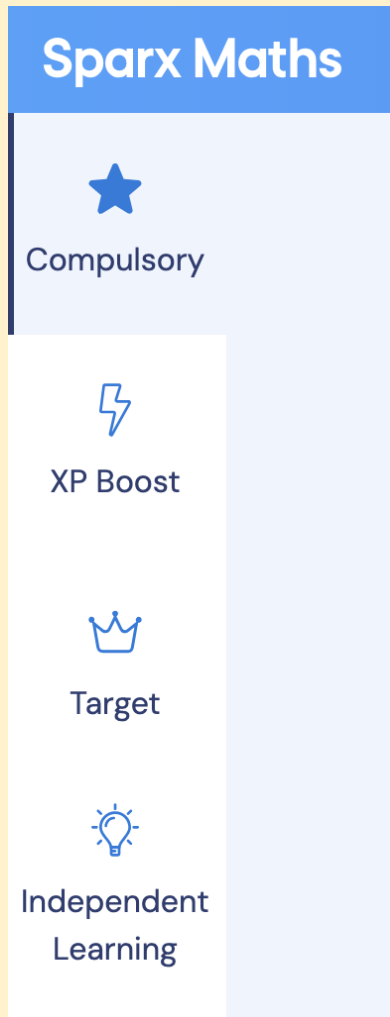 Sparx Maths
Compulsory
XP Boost
Target
Independent
Learning